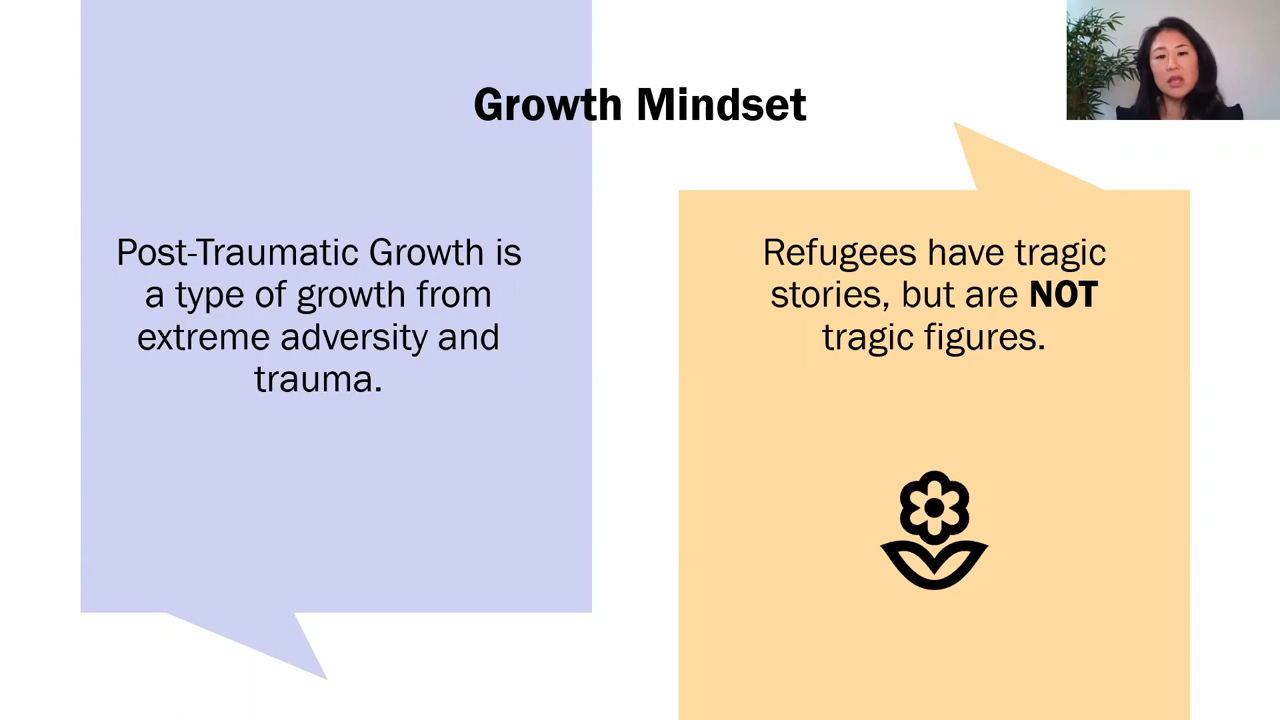 Growth Mindset
Post-Traumatic Growth is
a type of growth from
extreme adversity and
trauma.
Refugees have tragic
stories, but are NOT
tragic figures.